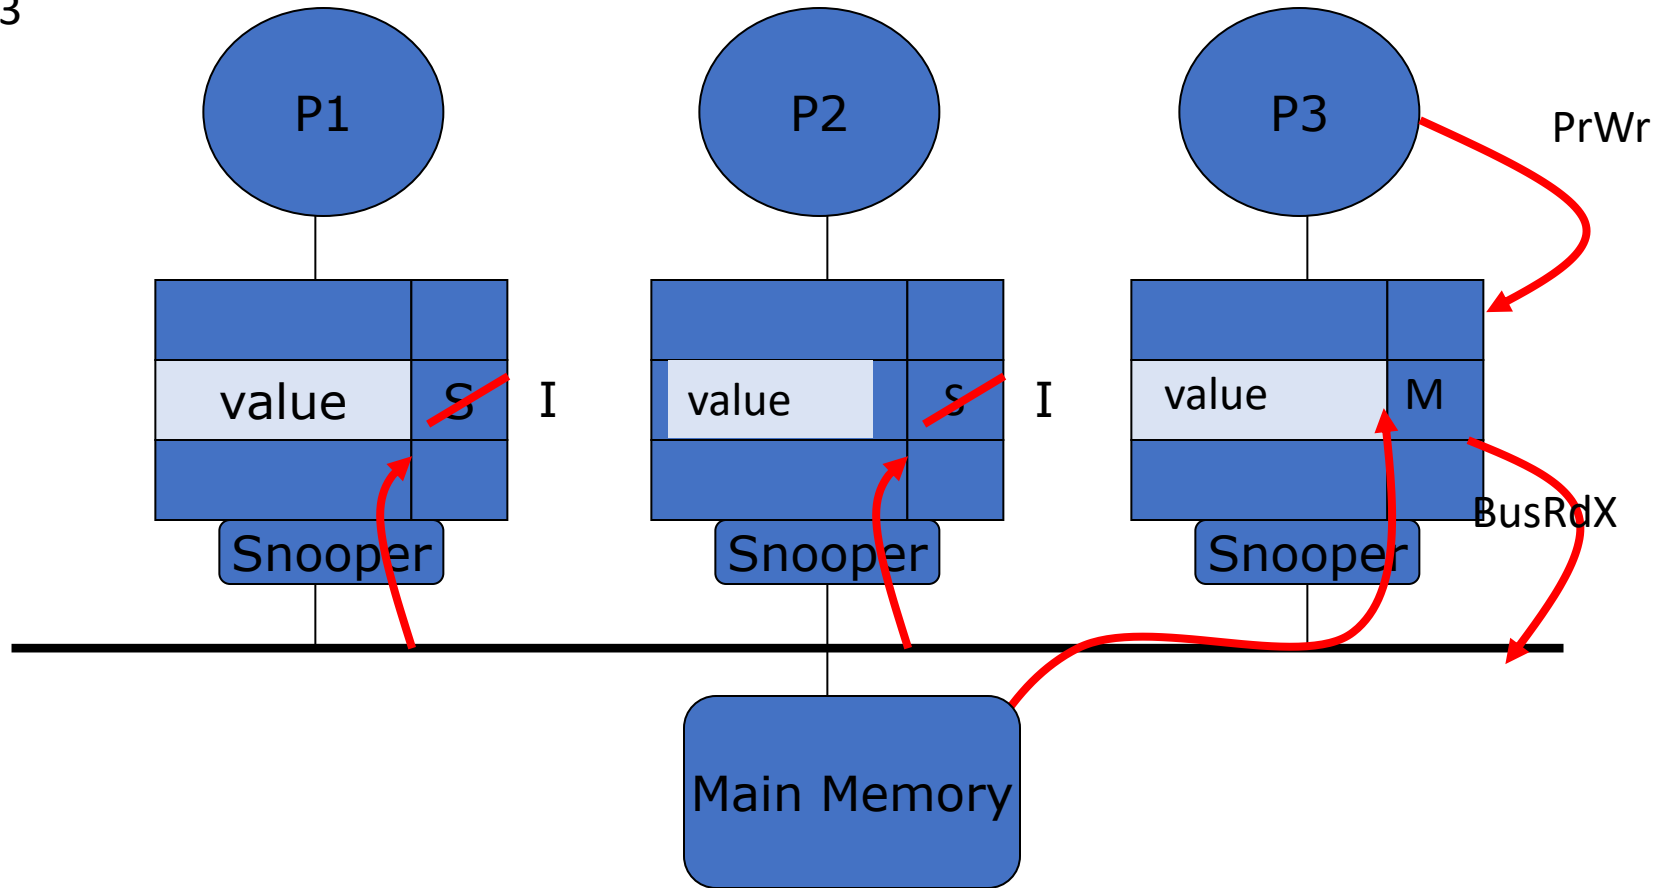 3
P1
P2
P3
PrWr
value
S
I
value
S
I
value
M
BusRdX
Snooper
Snooper
Snooper
Main Memory